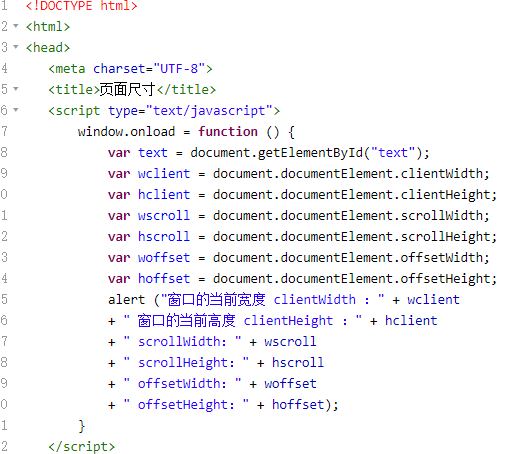 1 <!DOCTYPE html>
2 <html>
3 <head>
4 <meta charset="UTF-8">
5 <title>页面尺寸</title>
6 <script type="text/javascript">
7 window.onload = function () {
8 var text = document.getElementById("text");
9 var wclient = document.documentElement.clientWidth;
0 var hclient = document.documentElement.clientHeight;
1 var wscroll = document.documentElement.scrollWidth;
2 var hscroll = document.documentElement.scrollHeight;
3 var woffset = document.documentElement.offsetWidth;
4 var hoffset = document.documentElement.offsetHeight;
5 alert ("窗口的当前宽度 clientWidth : " + wclient
6 + " 窗口的当前高度 clientHeight : " + hclient
7 + " scrollWidth: " + wscroll
8 + " scrollHeight: " + hscroll
9 + " offsetWidth: " + woffset
0 + " offsetHeight: " + hoffset);
1 }
2 </script>